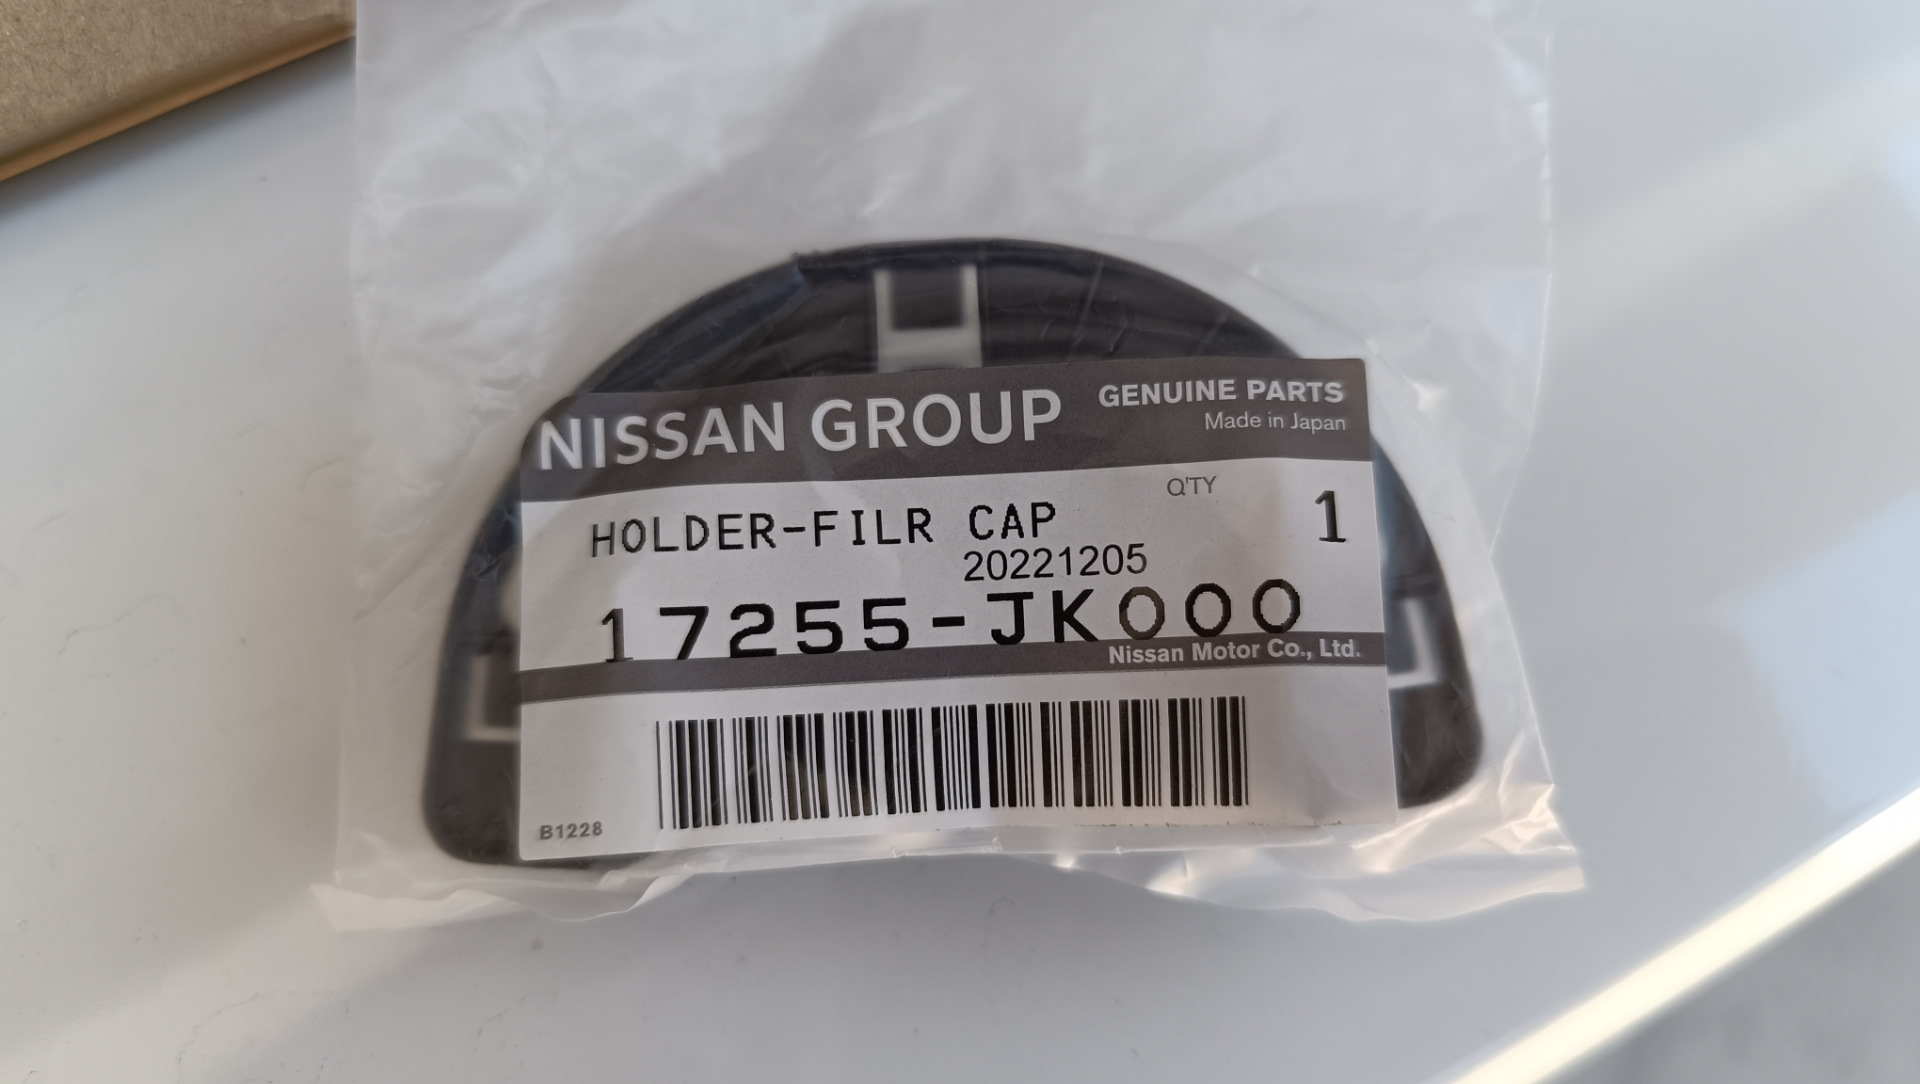 NISSAN GROUP
GENUINE PARTS
Made in Japan
Q'TY
HOLDER-FILR CAP 1
20221205
17255-JK000
Nissan Motor Co., Ltd.
B1228